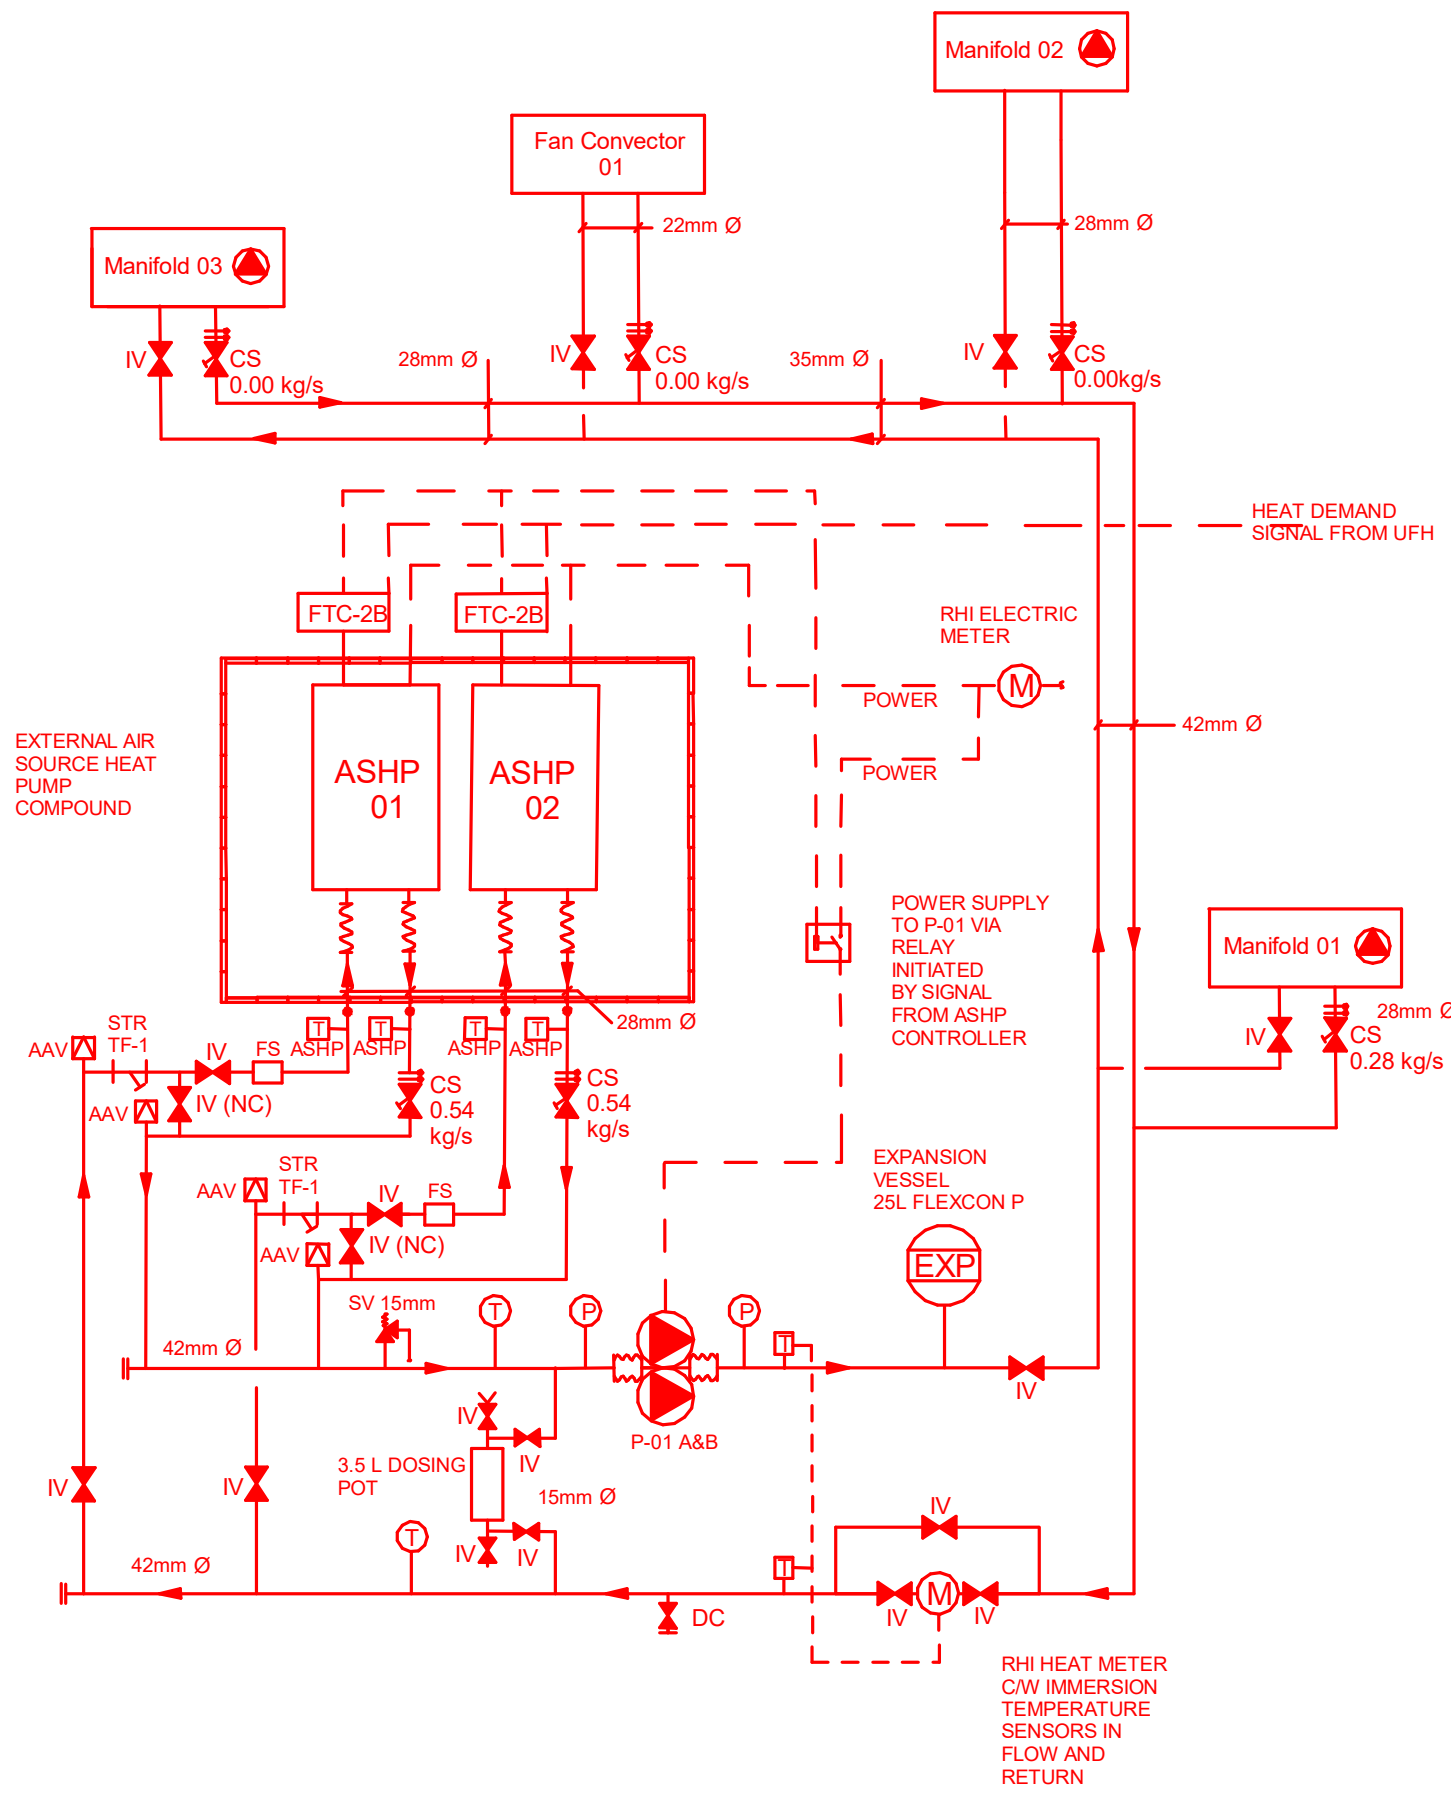 Manifold 02
Fan Convector
01
22mm Ø
28mm Ø
Manifold 03
IV
CS
0.00 kg/s
28mm Ø
IV
CS
0.00 kg/s
35mm Ø
IV
CS
0.00kg/s
HEAT DEMAND
SIGNAL FROM UFH
FTC-2B
FTC-2B
RHI ELECTRIC
METER
M
POWER
POWER
42mm Ø
EXTERNAL AIR
SOURCE HEAT
PUMP
COMPOUND
ASHP
01
ASHP
02
POWER SUPPLY
TO P-01 VIA
RELAY
INITIATED
BY SIGNAL
FROM ASHP
CONTROLLER
Manifold 01
28mm Ø
IV
CS
0.28 kg/s
28mm Ø
T
ASHP
T
ASHP
T
ASHP
T
ASHP
AAV
STR
TF-1
IV
FS
AAV
IV (NC)
CS
0.54
kg/s
CS
0.54
kg/s
AAV
STR
TF-1
IV
FS
AAV
IV (NC)
EXPANSION
VESSEL
25L FLEXCON P
EXP
SV 15mm
T
P
P
T
42mm Ø
IV
P-01 A&B
IV
IV
3.5 L DOSING
POT
15mm Ø
IV
IV
IV
IV
T
42mm Ø
T
IV
M
IV
IV
DC
RHI HEAT METER
C/W IMMERSION
TEMPERATURE
SENSORS IN
FLOW AND
RETURN